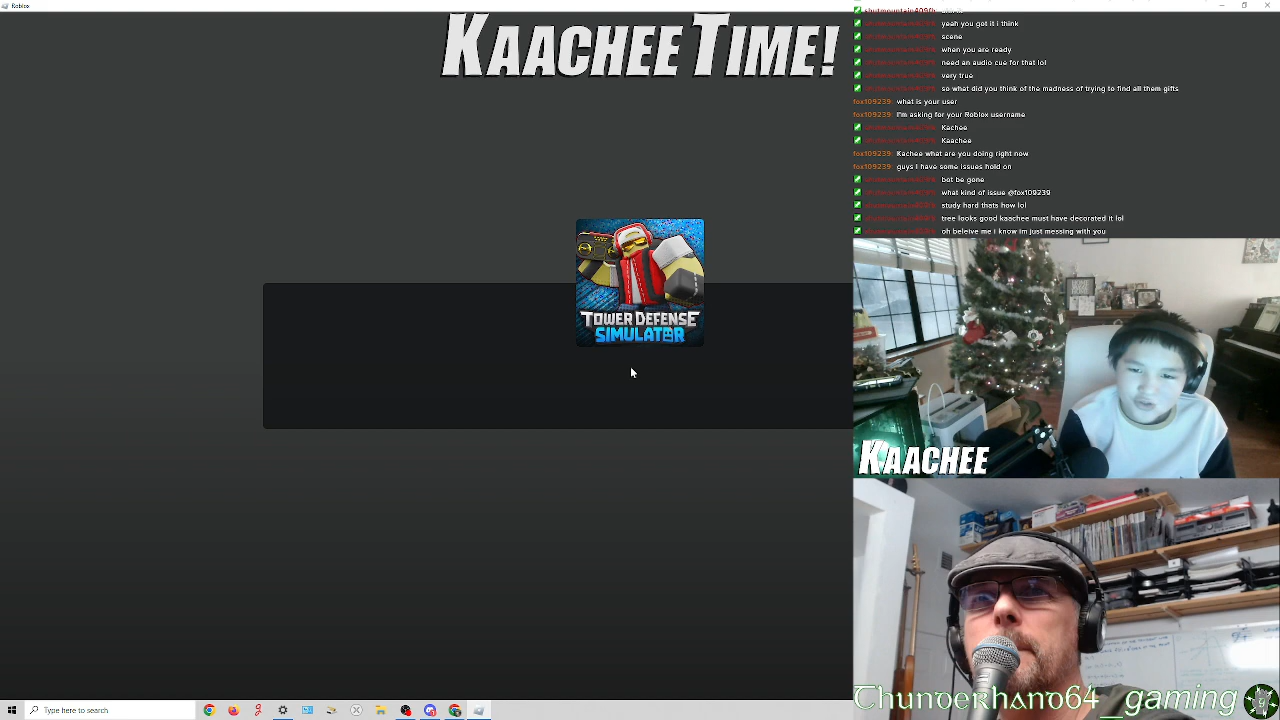 Roblox
KAACHEE TIME!
yeah you got it i think
scene
when you are ready
need an audio cue for that lol
very true
so what did you think of the madness of trying to find all them gifts
fox109239: what is your user
fox109239: I'm asking for your Roblox username
Kachee
Kaachee
fox109239: Kachee what are you doing right now
fox109239: guys I have some issues hold on
bot be gone
what kind of issue @fox109239
study hard thats how lol
tree looks good kaachee must have decorated it lol
oh beleive me i know im just messing with you
TOWER DEFENSE
SIMULATOR
KAACHEE
Thunderhand64_gaming
Type here to search